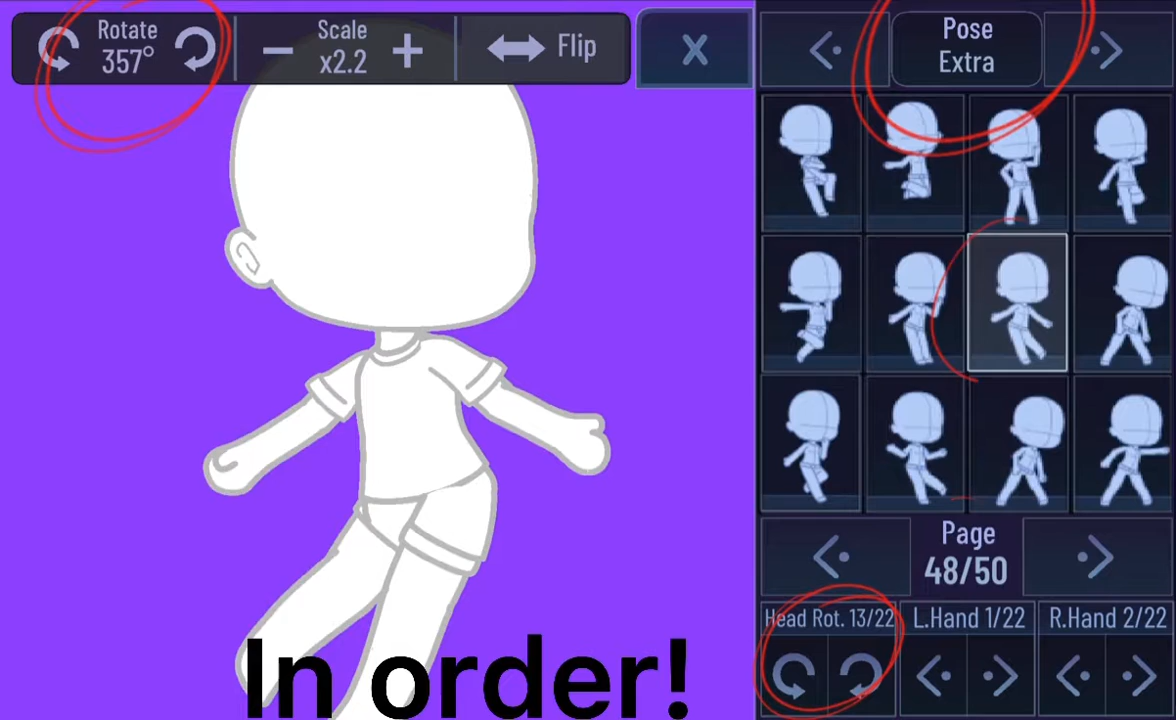 Rotate
357°
Scale
x2.2
Flip
X
Pose
Extra
Page
48/50
Head Rot. 13/22
L.Hand 1/22
R.Hand 2/22
In order!